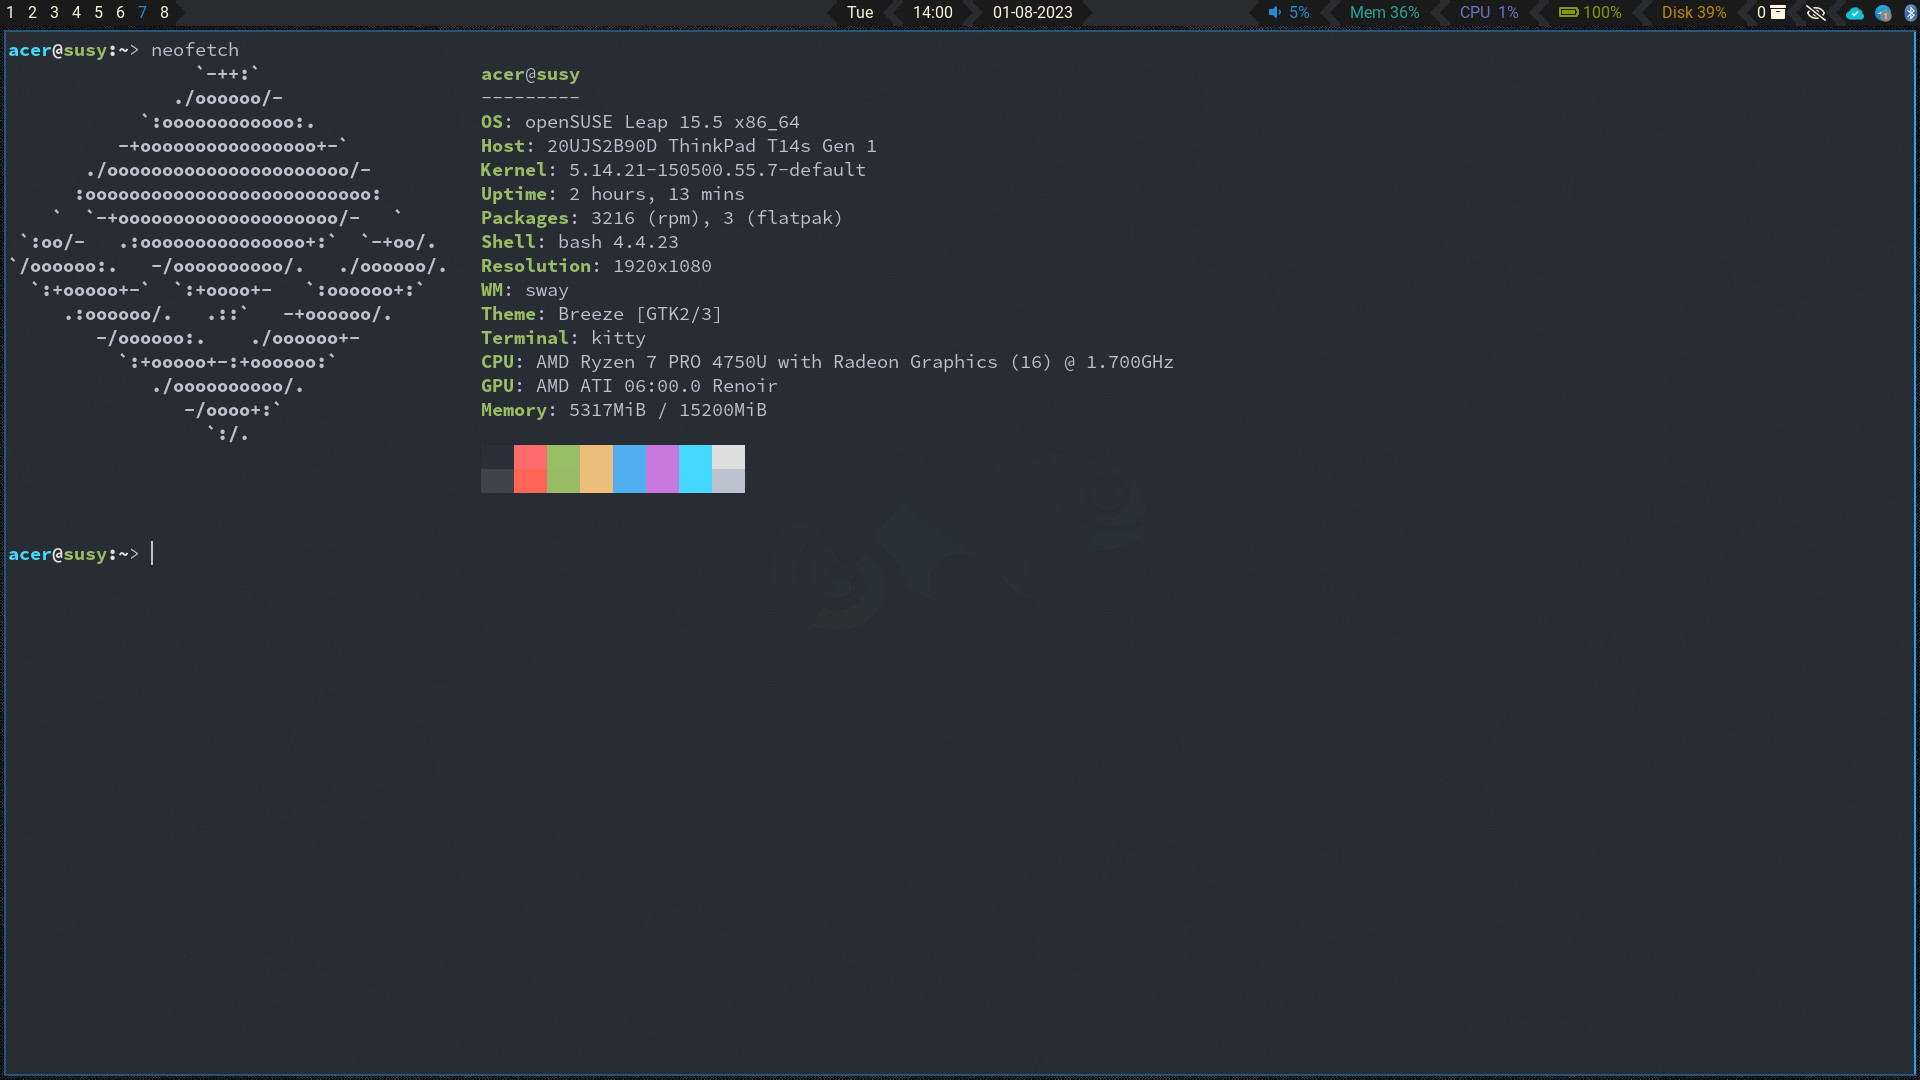 1 2 3 4 5 6 7 8 Tue 14:00 01-08-2023 5% Mem 36% CPU 1% 100% Disk 39% 0
acer@susy:~> neofetch
`-++:` acer@susy
./oooooo/- ---------
`:oooooooooooo:. OS: openSUSE Leap 15.5 x86_64
-+oooooooooooooooo+-` Host: 20UJS2B90D ThinkPad T14s Gen 1
./oooooooooooooooooooooo/- Kernel: 5.14.21-150500.55.7-default
:oooooooooooooooooooooooooo: Uptime: 2 hours, 13 mins
` `-+oooooooooooooooooooo/- ` Packages: 3216 (rpm), 3 (flatpak)
`:oo/- .:ooooooooooooooo+:` `-+oo/. Shell: bash 4.4.23
`/oooooo:. -/oooooooooo/. ./oooooo/. Resolution: 1920x1080
`:+ooooo+-` `:+oooo+- `:oooooo+:` WM: sway
.:oooooo/. .::` -+oooooo/. Theme: Breeze [GTK2/3]
-/oooooo:. ./oooooo+- Terminal: kitty
`:+ooooo+-:+oooooo:` CPU: AMD Ryzen 7 PRO 4750U with Radeon Graphics (16) @ 1.700GHz
./oooooooooo/. GPU: AMD ATI 06:00.0 Renoir
-/oooo+:` Memory: 5317MiB / 15200MiB
`:/.
acer@susy:~>